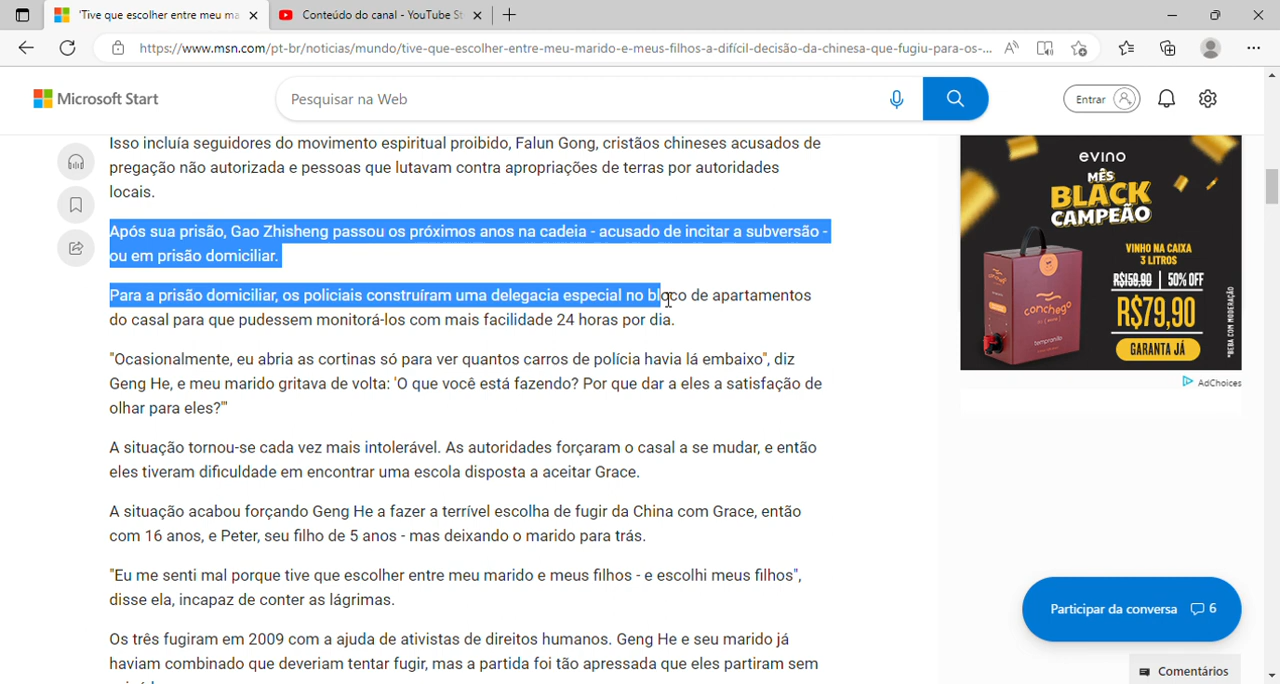 'Tive que escolher entre meu ma
Conteúdo do canal - YouTube St
https://www.msn.com/pt-br/noticias/mundo/tive-que-escolher-entre-meu-marido-e-meus-filhos-a-difícil-decisão-da-chinesa-que-fugiu-para-os-...
Microsoft Start
Pesquisar na Web
Entrar
Isso incluía seguidores do movimento espiritual proibido, Falun Gong, cristãos chineses acusados de
pregação não autorizada e pessoas que lutavam contra apropriações de terras por autoridades
locais.
Após sua prisão, Gao Zhisheng passou os próximos anos na cadeia - acusado de incitar a subversão -
ou em prisão domiciliar.
Para a prisão domiciliar, os policiais construíram uma delegacia especial no bloco de apartamentos
do casal para que pudessem monitorá-los com mais facilidade 24 horas por dia.
"Ocasionalmente, eu abria as cortinas só para ver quantos carros de polícia havia lá embaixo", diz
Geng He, e meu marido gritava de volta: 'O que você está fazendo? Por que dar a eles a satisfação de
olhar para eles?'"
A situação tornou-se cada vez mais intolerável. As autoridades forçaram o casal a se mudar, e então
eles tiveram dificuldade em encontrar uma escola disposta a aceitar Grace.
A situação acabou forçando Geng He a fazer a terrível escolha de fugir da China com Grace, então
com 16 anos, e Peter, seu filho de 5 anos - mas deixando o marido para trás.
"Eu me senti mal porque tive que escolher entre meu marido e meus filhos - e escolhi meus filhos",
disse ela, incapaz de conter as lágrimas.
Os três fugiram em 2009 com a ajuda de ativistas de direitos humanos. Geng He e seu marido já
haviam combinado que deveriam tentar fugir, mas a partida foi tão apressada que eles partiram sem
evino
MÊS
BLACK
CAMPEÃO
VINHO NA CAIXA
3 LITROS
R$159,90 50% OFF
R$79,90
GARANTA JÁ
*BEBA COM MODERAÇÃO
conchego
tempranillo
AdChoices
Participar da conversa 6
Comentários